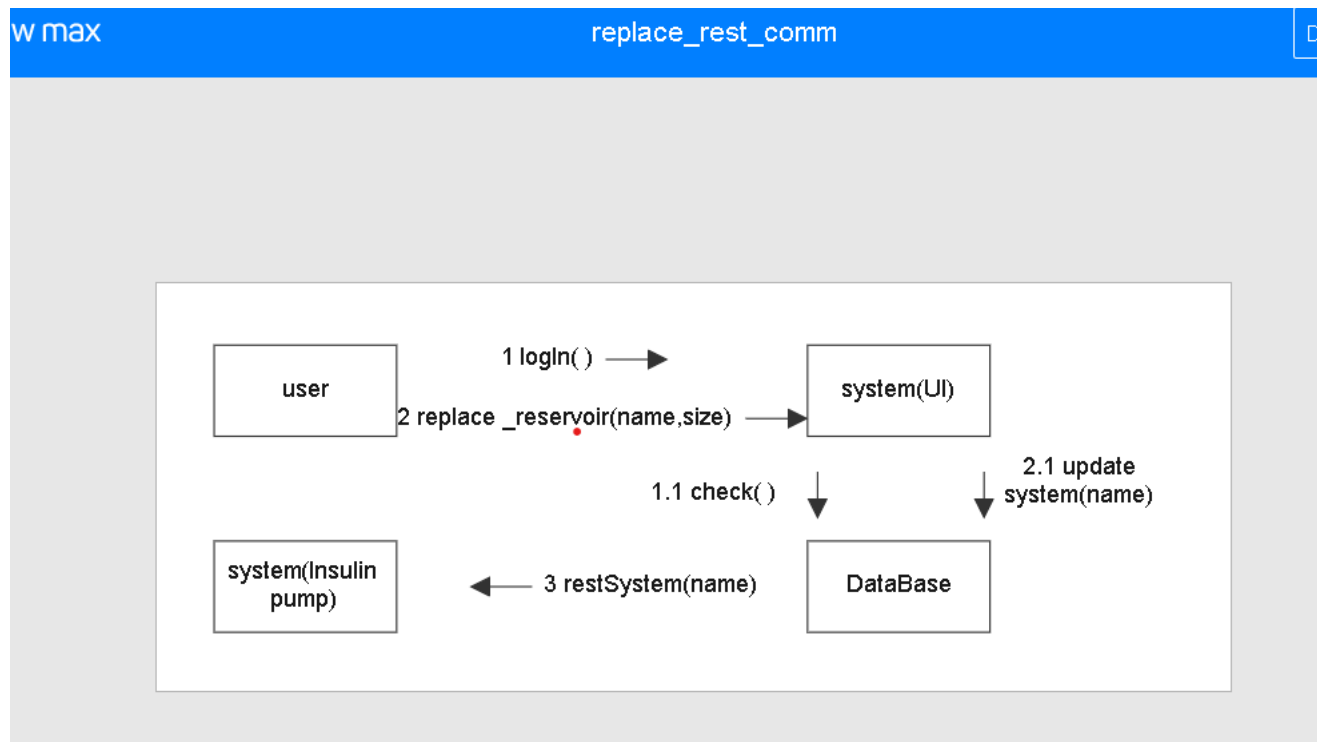 w max
replace_rest_comm
D
1 logIn( )
user
system(UI)
2 replace _reservoir(name,size)
2.1 update
system(name)
1.1 check( )
system(Insulin
pump)
3 restSystem(name)
DataBase